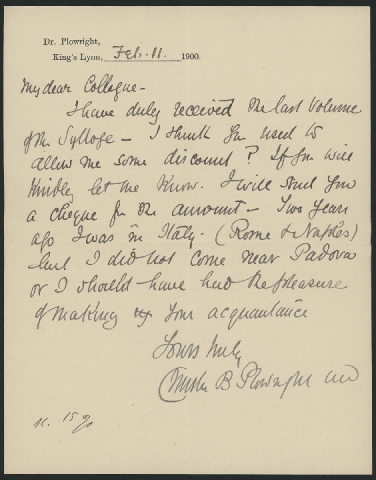 Dr. Plowright,
King's Lynn, Feb. 11. 1900.
My dear Collegue -
I have duly received the last Volume
of the Sylloge - I think you used to
allow me some discount? If you will
Kindly let me Know. I will send you
a cheque for the amount - Two years
ago I was in Italy - (Rome & Naples)
but I did not come near Padova
or I should have had the pleasure
of making your acquaintance
Yours truly
Charles B Plowright MD
15 %